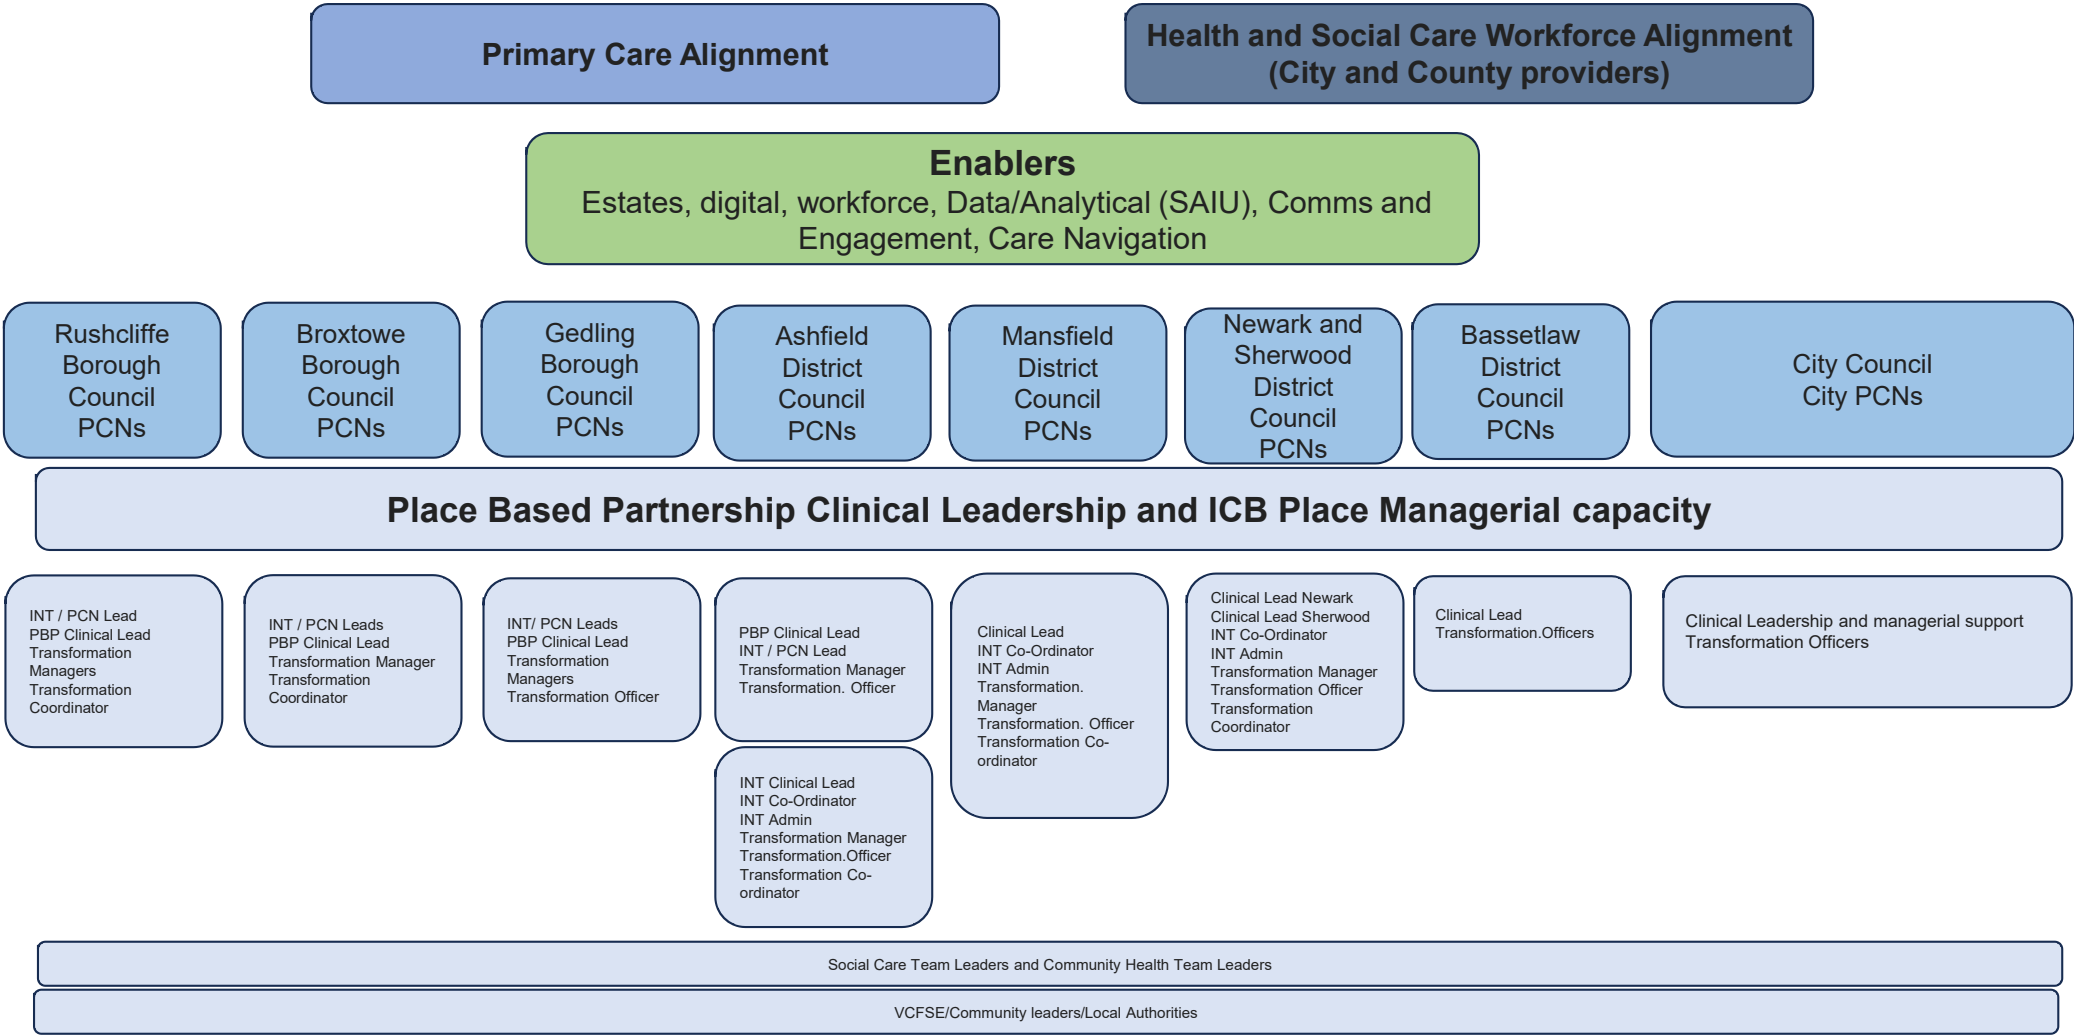 Primary Care Alignment
Health and Social Care Workforce Alignment
(City and County providers)
Enablers
Estates, digital, workforce, Data/Analytical (SAIU), Comms and
Engagement, Care Navigation
Rushcliffe
Borough
Council
PCNs
Broxtowe
Borough
Council
PCNs
Gedling
Borough
Council
PCNs
Ashfield
District
Council
PCNs
Mansfield
District
Council
PCNs
Newark and
Sherwood
District
Council
PCNs
Bassetlaw
District
Council
PCNs
City Council
City PCNs
Place Based Partnership Clinical Leadership and ICB Place Managerial capacity
INT / PCN Lead
PBP Clinical Lead
Transformation
Managers
Transformation
Coordinator
INT / PCN Leads
PBP Clinical Lead
Transformation Manager
Transformation
Coordinator
INT/ PCN Leads
PBP Clinical Lead
Transformation
Managers
Transformation Officer
PBP Clinical Lead
INT / PCN Lead
Transformation Manager
Transformation. Officer
INT Clinical Lead
INT Co-Ordinator
INT Admin
Transformation Manager
Transformation.Officer
Transformation Co-
ordinator
Clinical Lead
INT Co-Ordinator
INT Admin
Transformation.
Manager
Transformation. Officer
Transformation Co-
ordinator
Clinical Lead Newark
Clinical Lead Sherwood
INT Co-Ordinator
INT Admin
Transformation Manager
Transformation Officer
Transformation
Coordinator
Clinical Lead
Transformation.Officers
Clinical Leadership and managerial support
Transformation Officers
Social Care Team Leaders and Community Health Team Leaders
VCFSE/Community leaders/Local Authorities